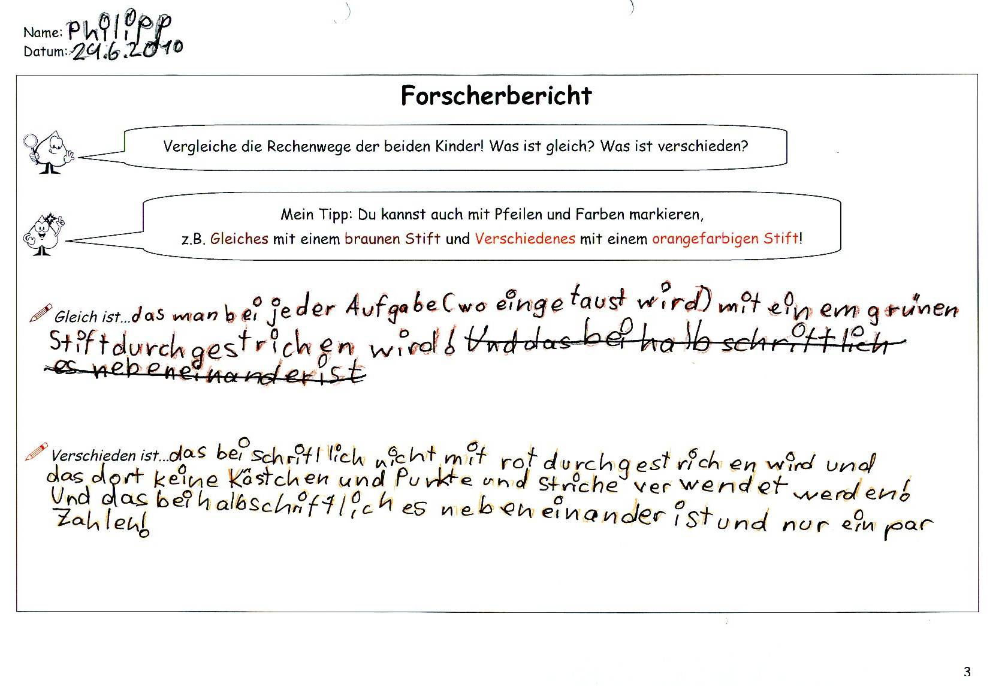 Name: Philipp
Datum: 29.6.2010
Forscherbericht
Vergleiche die Rechenwege der beiden Kinder! Was ist gleich? Was ist verschieden?
Mein Tipp: Du kannst auch mit Pfeilen und Farben markieren,
z.B. Gleiches mit einem braunen Stift und Verschiedenes mit einem orangefarbigen Stift!
Gleich ist...das man bei jeder Aufgabe (wo eingetaust wird) mit einem grünen
Stift durchgestrichen wird! Und das bei halbschriftlich
es nebeneinander ist
Verschieden ist...das bei schriftllich nicht mit rot durchgestrichen wird und
das dort keine Kästchen und Punkte und striche verwendet werden!
Und das bei halbschriftlich es nebeneinander ist und nur ein par
Zahlen!
3